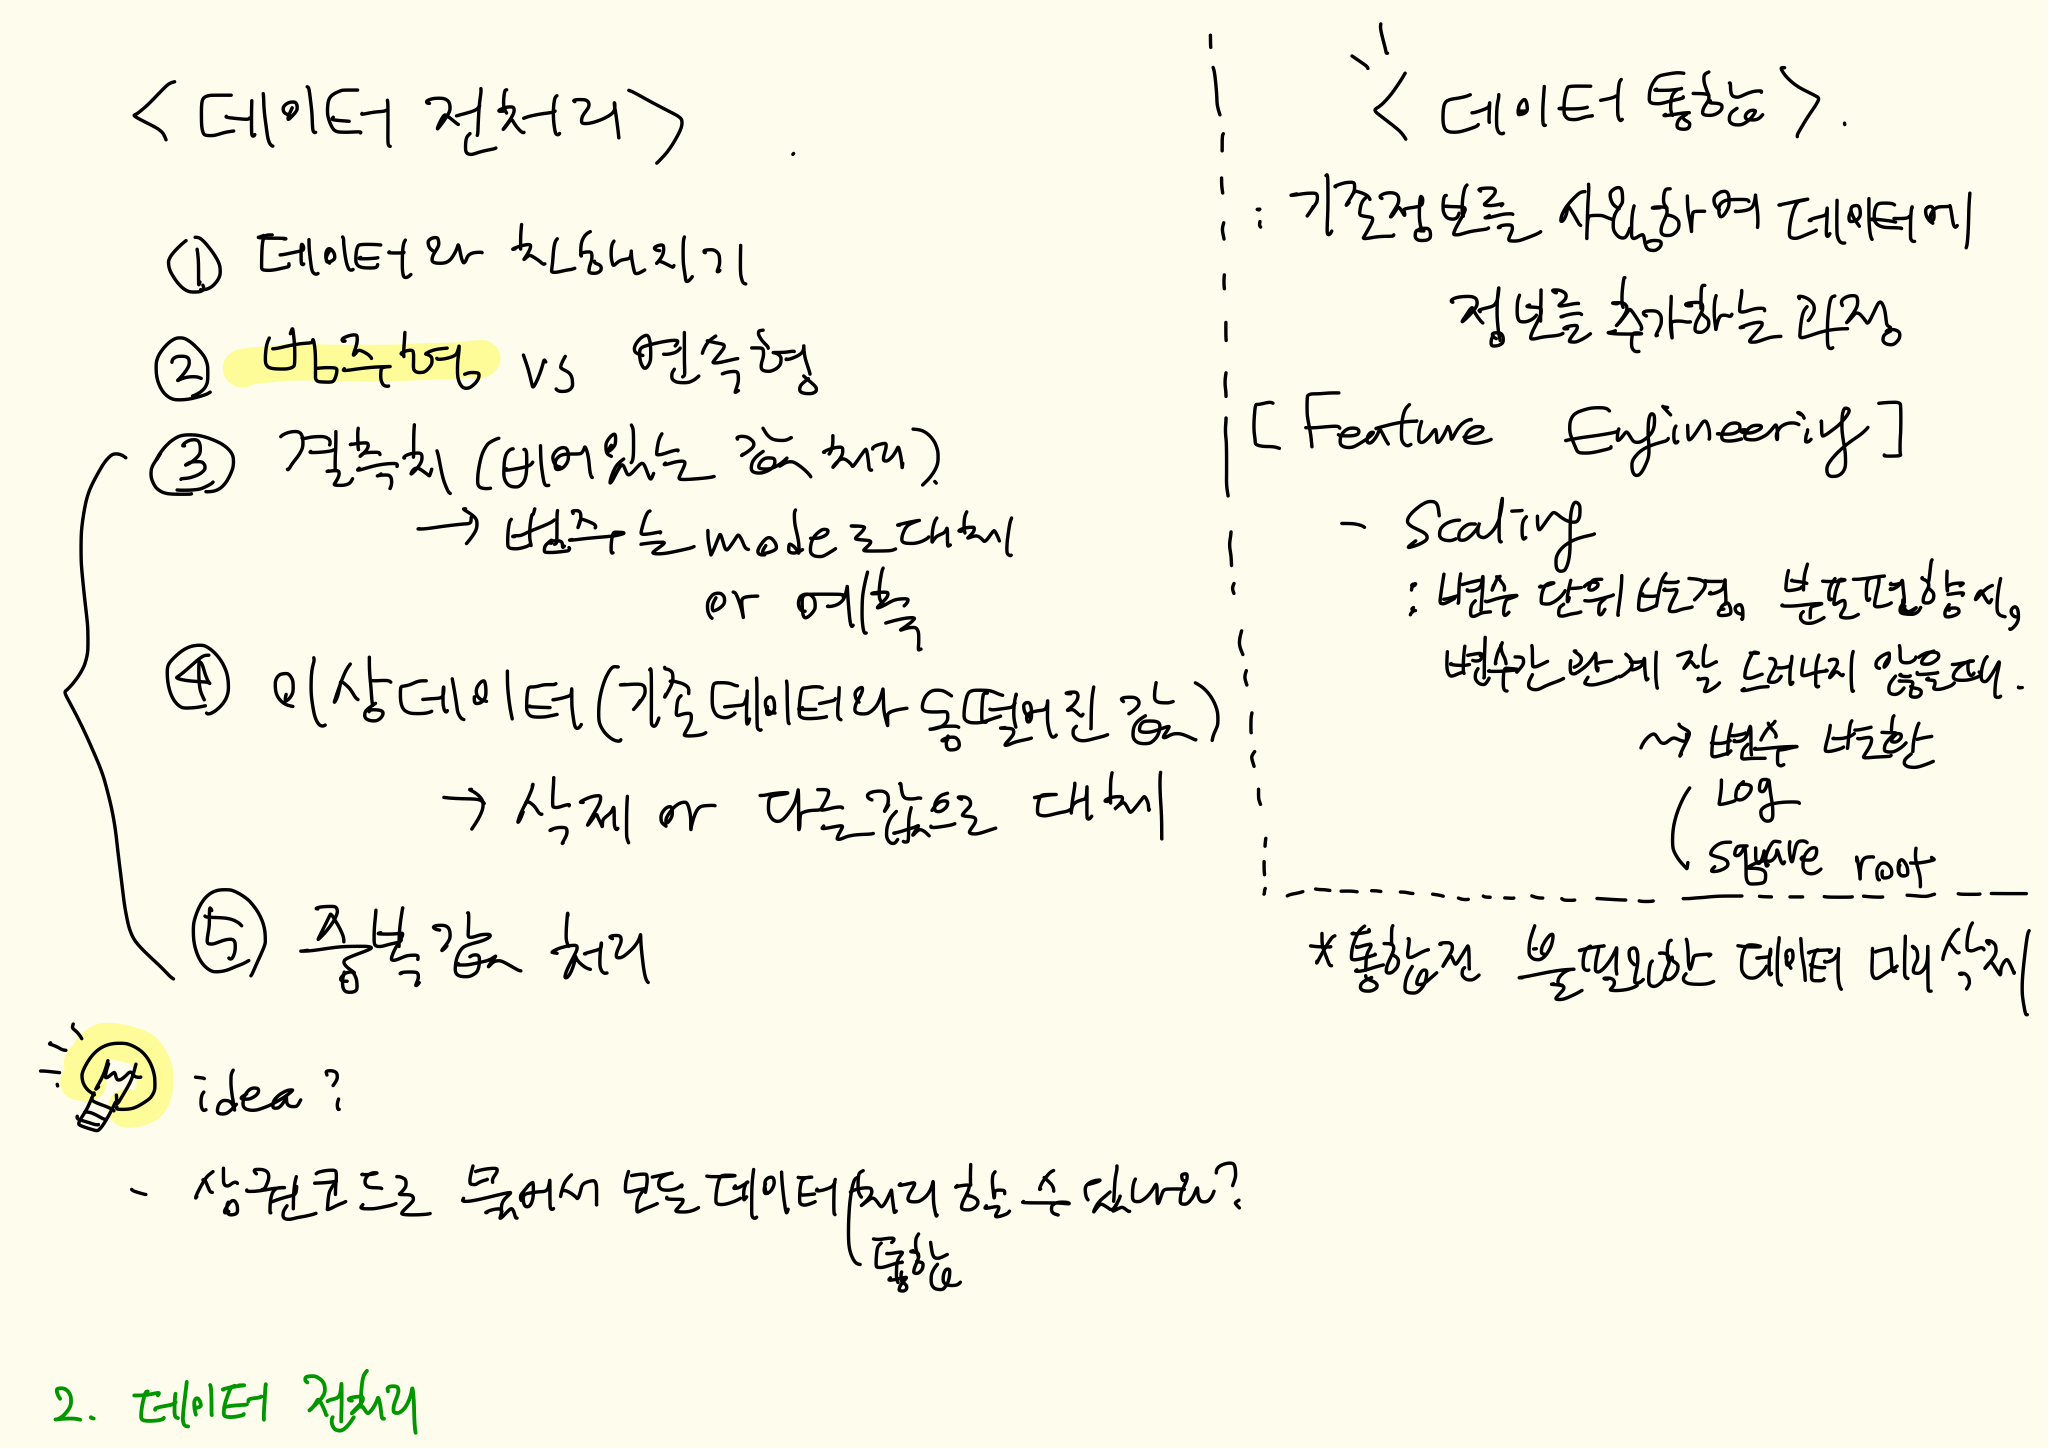 <데이터 전처리>
① 데이터와 친해지기
② 범주형 vs 연속형
③ 결측치 (비어있는 값 처리)
→ 범주는 mode로 대체
or 예측
④ 이상데이터 (기존 데이터와 동떨어진 값)
→ 삭제 or 다른값으로 대체
⑤ 중복값 처리
<데이터 통합>.
: 기존정보를 사용하여 데이터에
정보를 추가하는 과정
[Feature Engineering]
- Scaling
: 변수 단위 변경, 분포편향시,
변수간 관계 잘 드러나지 않을때.
~> 변수 변환
Log
square root
*통합전 불필요한 데이터 미리 삭제
idea?
- 상권코드로 묶어서 모든 데이터 처리 할 수 있나요?
통합
2. 데이터 전처리